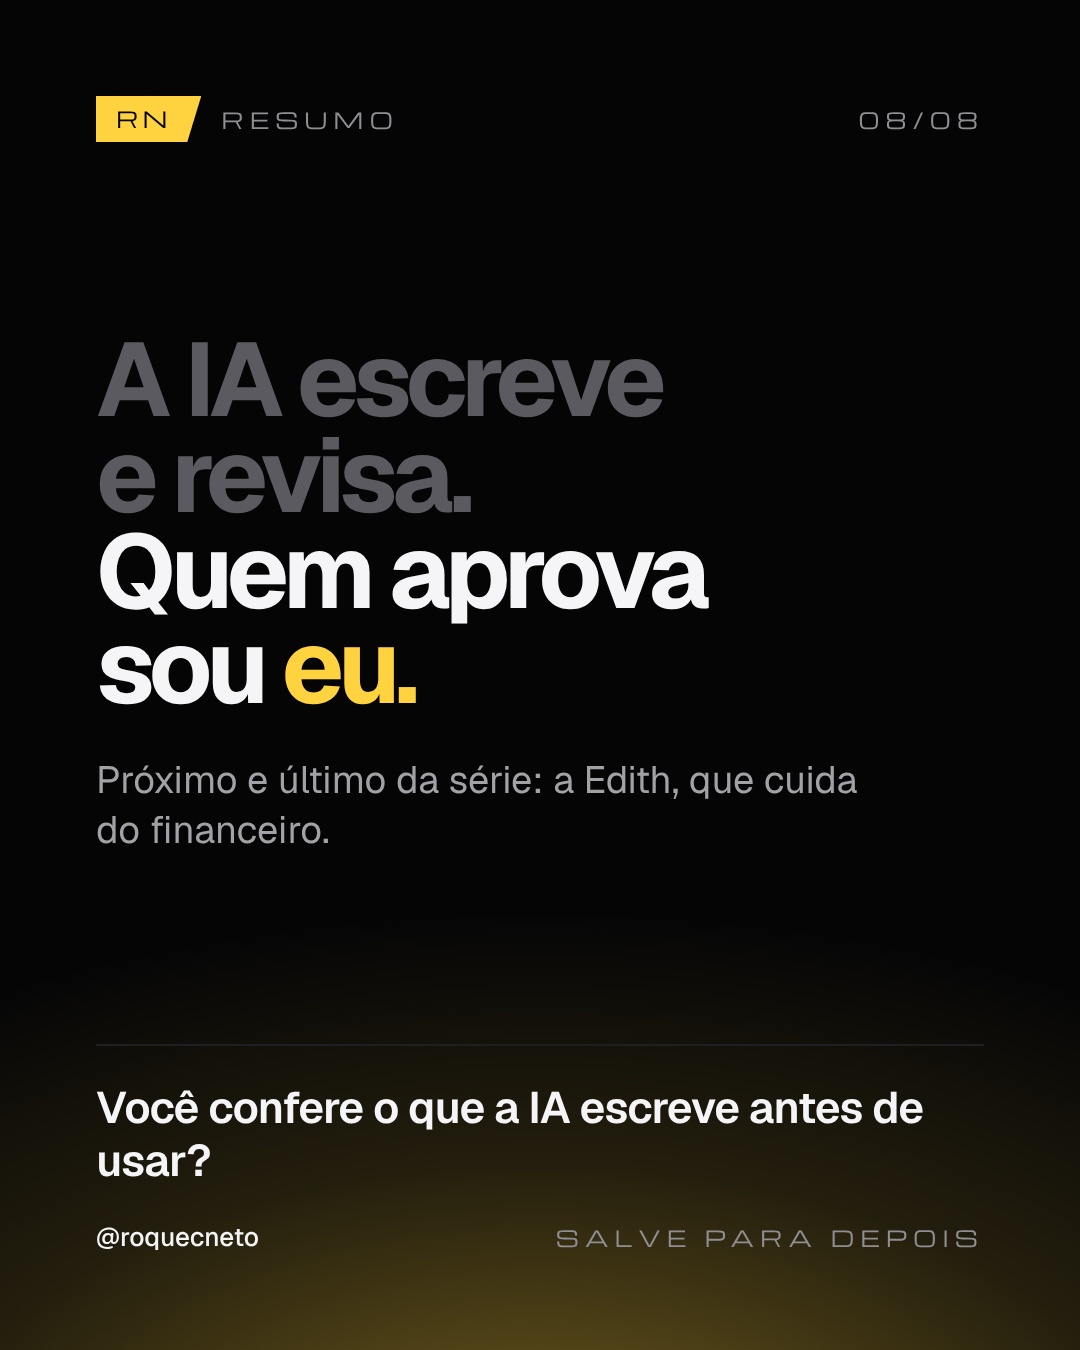 RN RESUMO 08/08
A IA escreve
e revisa.
Quem aprova
sou eu.
Próximo e último da série: a Edith, que cuida
do financeiro.
Você confere o que a IA escreve antes de
usar?
@roquecneto SALVE PARA DEPOIS